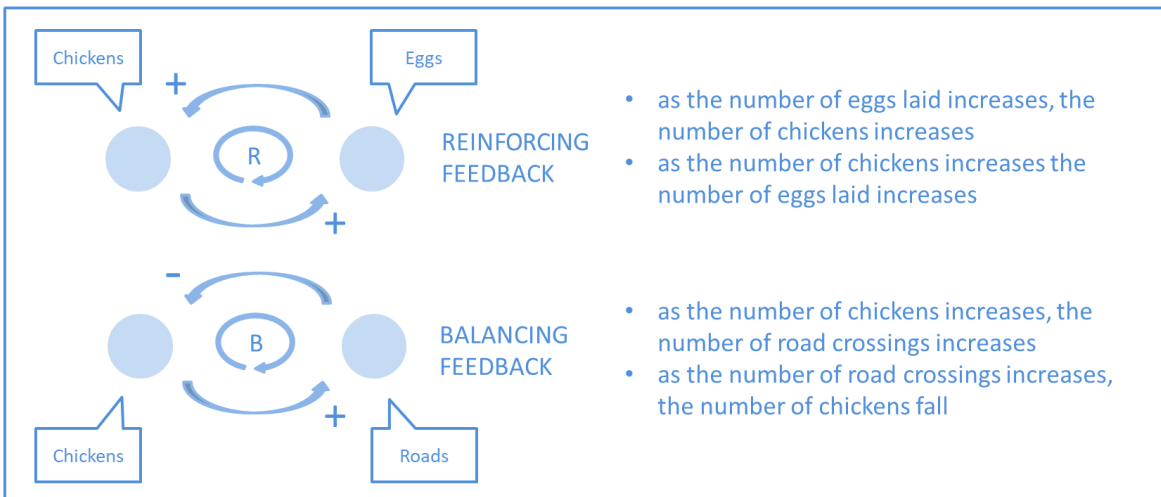 Chickens
Eggs
+
R
REINFORCING
FEEDBACK
+
• as the number of eggs laid increases, the
number of chickens increases
• as the number of chickens increases the
number of eggs laid increases
-
B
BALANCING
FEEDBACK
+
Chickens
Roads
• as the number of chickens increases, the
number of road crossings increases
• as the number of road crossings increases,
the number of chickens fall